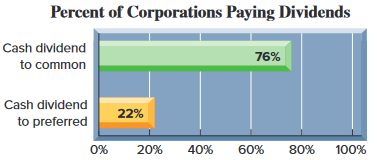 Percent of Corporations Paying Dividends
Cash dividend
to common
76%
Cash dividend
to preferred
22%
0% 20% 40% 60% 80% 100%